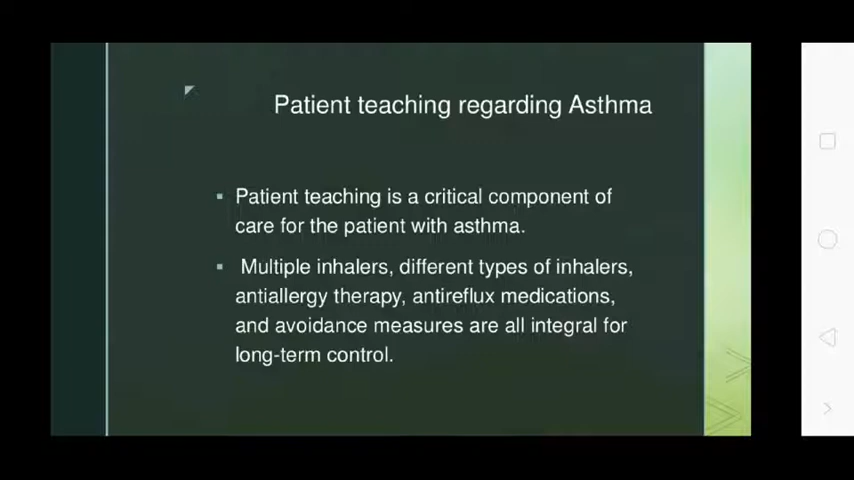 Patient teaching regarding Asthma
▪ Patient teaching is a critical component of
care for the patient with asthma.
▪ Multiple inhalers, different types of inhalers,
antiallergy therapy, antireflux medications,
and avoidance measures are all integral for
long-term control.